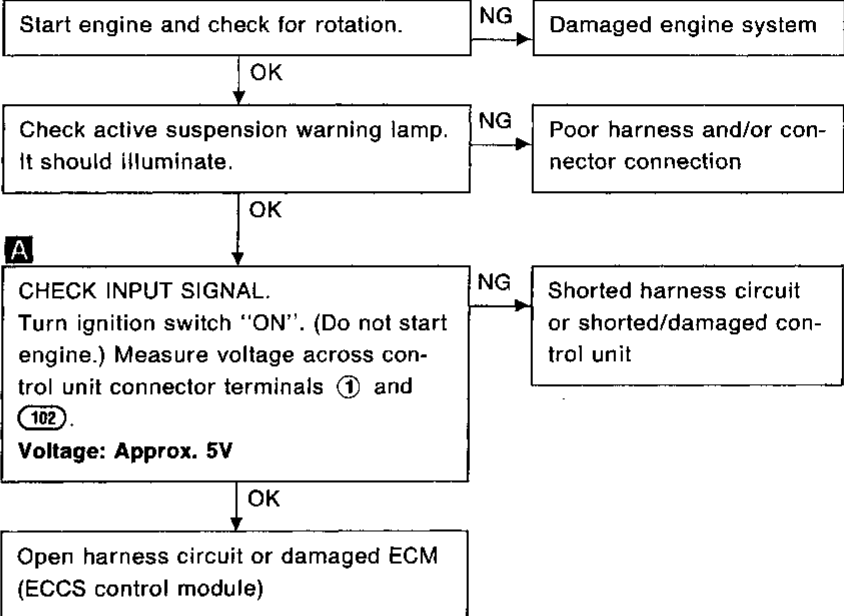 Start engine and check for rotation.
NG
Damaged engine system
OK
Check active suspension warning lamp.
It should illuminate.
NG
Poor harness and/or con-
nector connection
OK
A
CHECK INPUT SIGNAL.
Turn ignition switch "ON". (Do not start
engine.) Measure voltage across con-
trol unit connector terminals ① and
(102).
Voltage: Approx. 5V
NG
Shorted harness circuit
or shorted/damaged con-
trol unit
OK
Open harness circuit or damaged ECM
(ECCS control module)